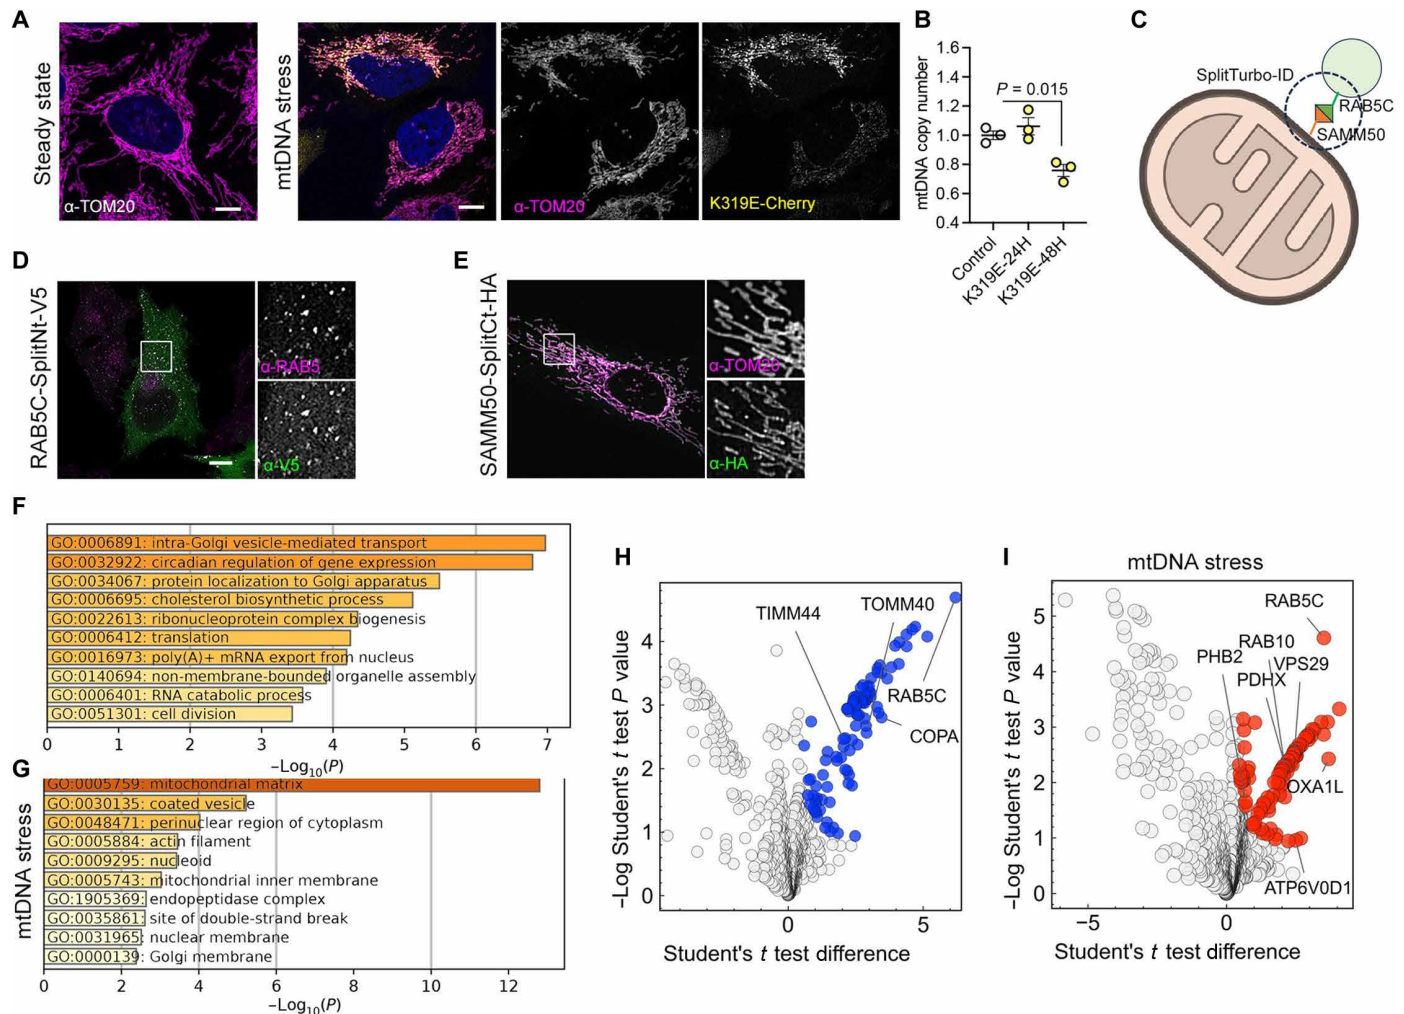 A
Steady state
α-TOM20
mtDNA stress
α-TOM20
K319E-Cherry
B
mtDNA copy number
1.6
1.4
1.2
1.0
0.8
0.6
0.4
P = 0.015
Control
K319E-24H
K319E-48H
C
SplitTurbo-ID
RAB5C
SAMM50
D
RAB5C-SplitNt-V5
α-RAB5
α-V5
E
SAMM50-SplitCt-HA
α-TOM20
α-HA
F
GO:0006891: intra-Golgi vesicle-mediated transport
GO:0032922: circadian regulation of gene expression
GO:0034067: protein localization to Golgi apparatus
GO:0006695: cholesterol biosynthetic process
GO:0022613: ribonucleoprotein complex biogenesis
GO:0006412: translation
GO:0016973: poly(A)+ mRNA export from nucleus
GO:0140694: non-membrane-bounded organelle assembly
GO:0006401: RNA catabolic process
GO:0051301: cell division
0 1 2 3 4 5 6 7
−Log10(P)
G
mtDNA stress
GO:0005759: mitochondrial matrix
GO:0030135: coated vesicle
GO:0048471: perinuclear region of cytoplasm
GO:0005884: actin filament
GO:0009295: nucleoid
GO:0005743: mitochondrial inner membrane
GO:1905369: endopeptidase complex
GO:0035861: site of double-strand break
GO:0031965: nuclear membrane
GO:0000139: Golgi membrane
0 2 4 6 8 10 12
−Log10(P)
H
−Log Student's t test P value
4
3
2
1
0
TIMM44
TOMM40
RAB5C
COPA
0 5
Student's t test difference
I
mtDNA stress
−Log Student's t test P value
5
4
3
2
1
0
RAB5C
RAB10
PHB2
VPS29
PDHX
OXA1L
ATP6V0D1
−5 0
Student's t test difference